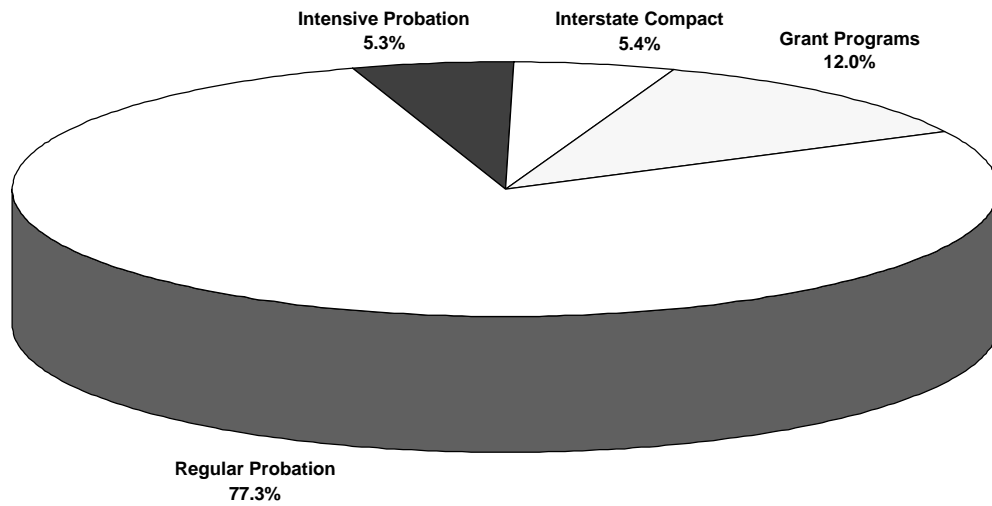 Intensive Probation
5.3%
Interstate Compact
5.4%
Grant Programs
12.0%
Regular Probation
77.3%